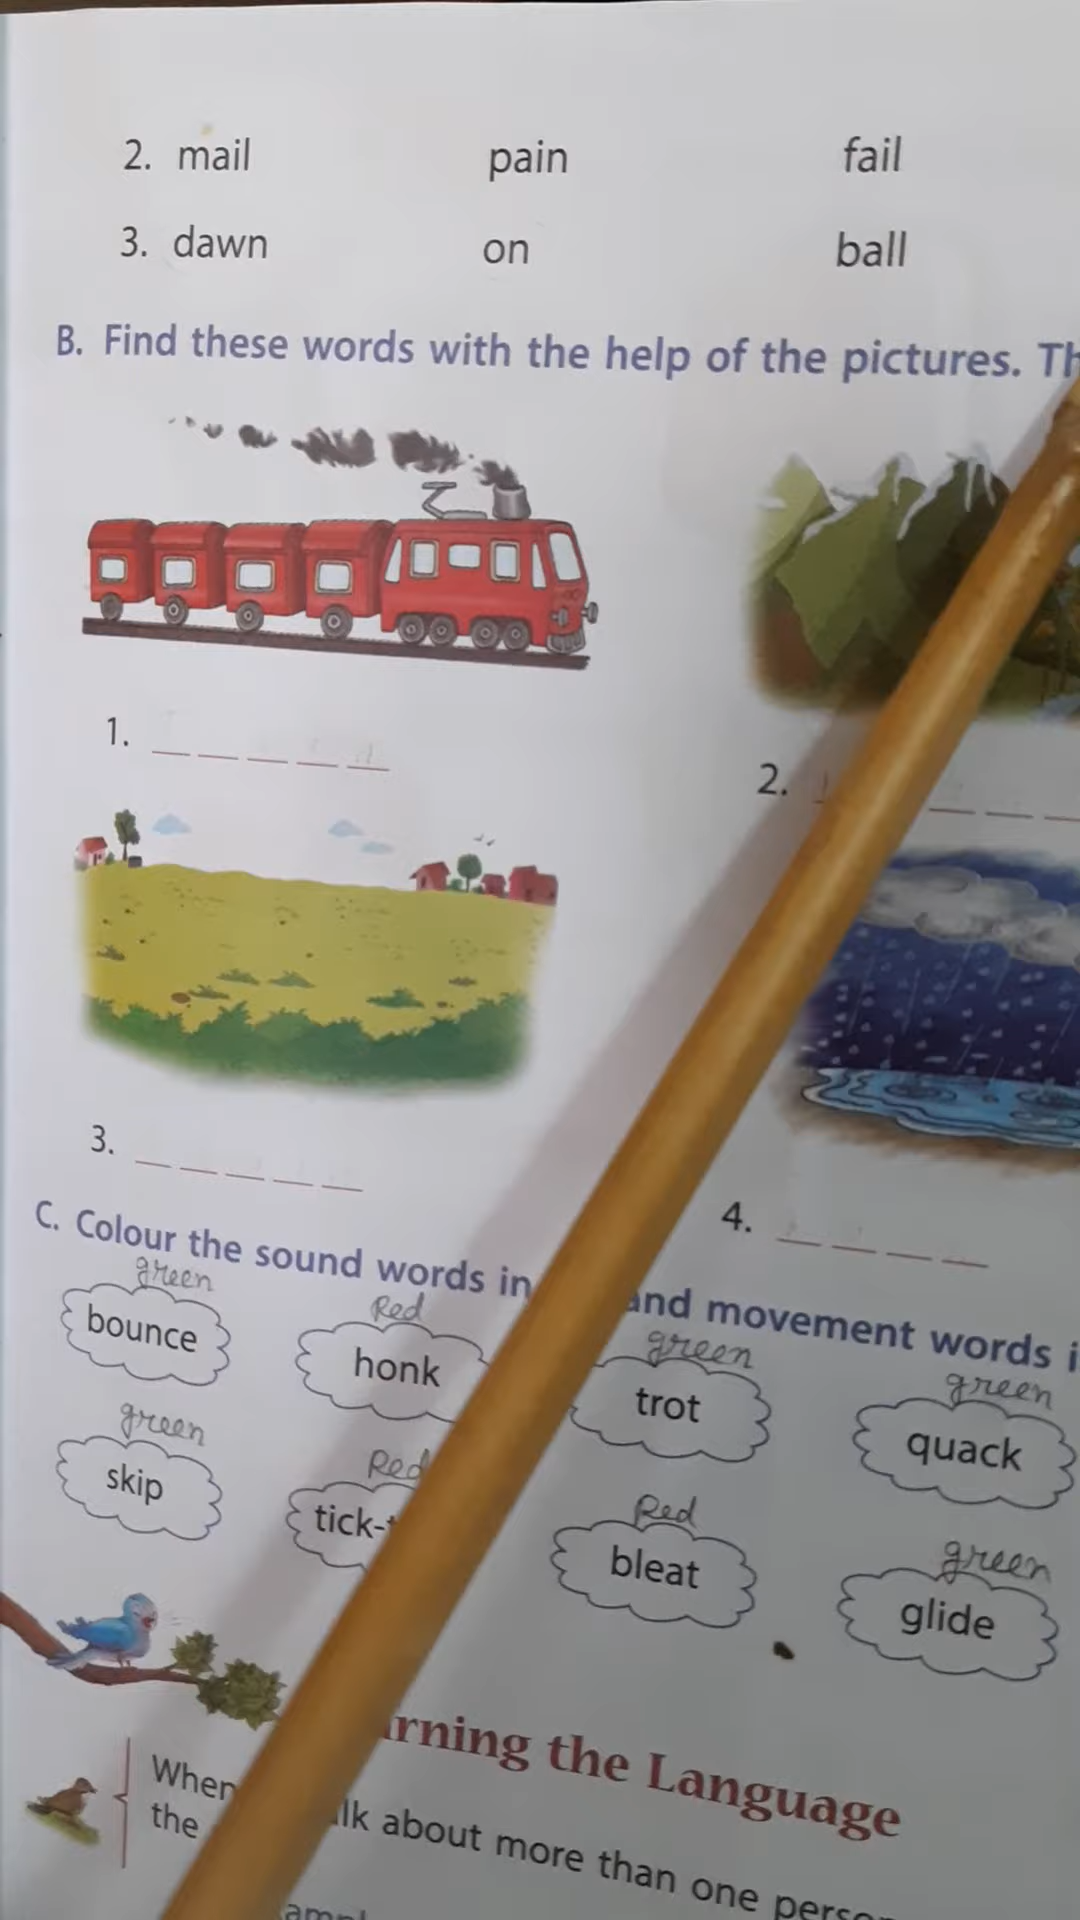 2. mail pain fail
3. dawn on ball
B. Find these words with the help of the pictures. Th
1.
2.
3.
4.
C. Colour the sound words in and movement words i
green Red green green
bounce honk trot quack
green Red Red green
skip tick- bleat glide
rning the Language
When lk about more than one perso
the